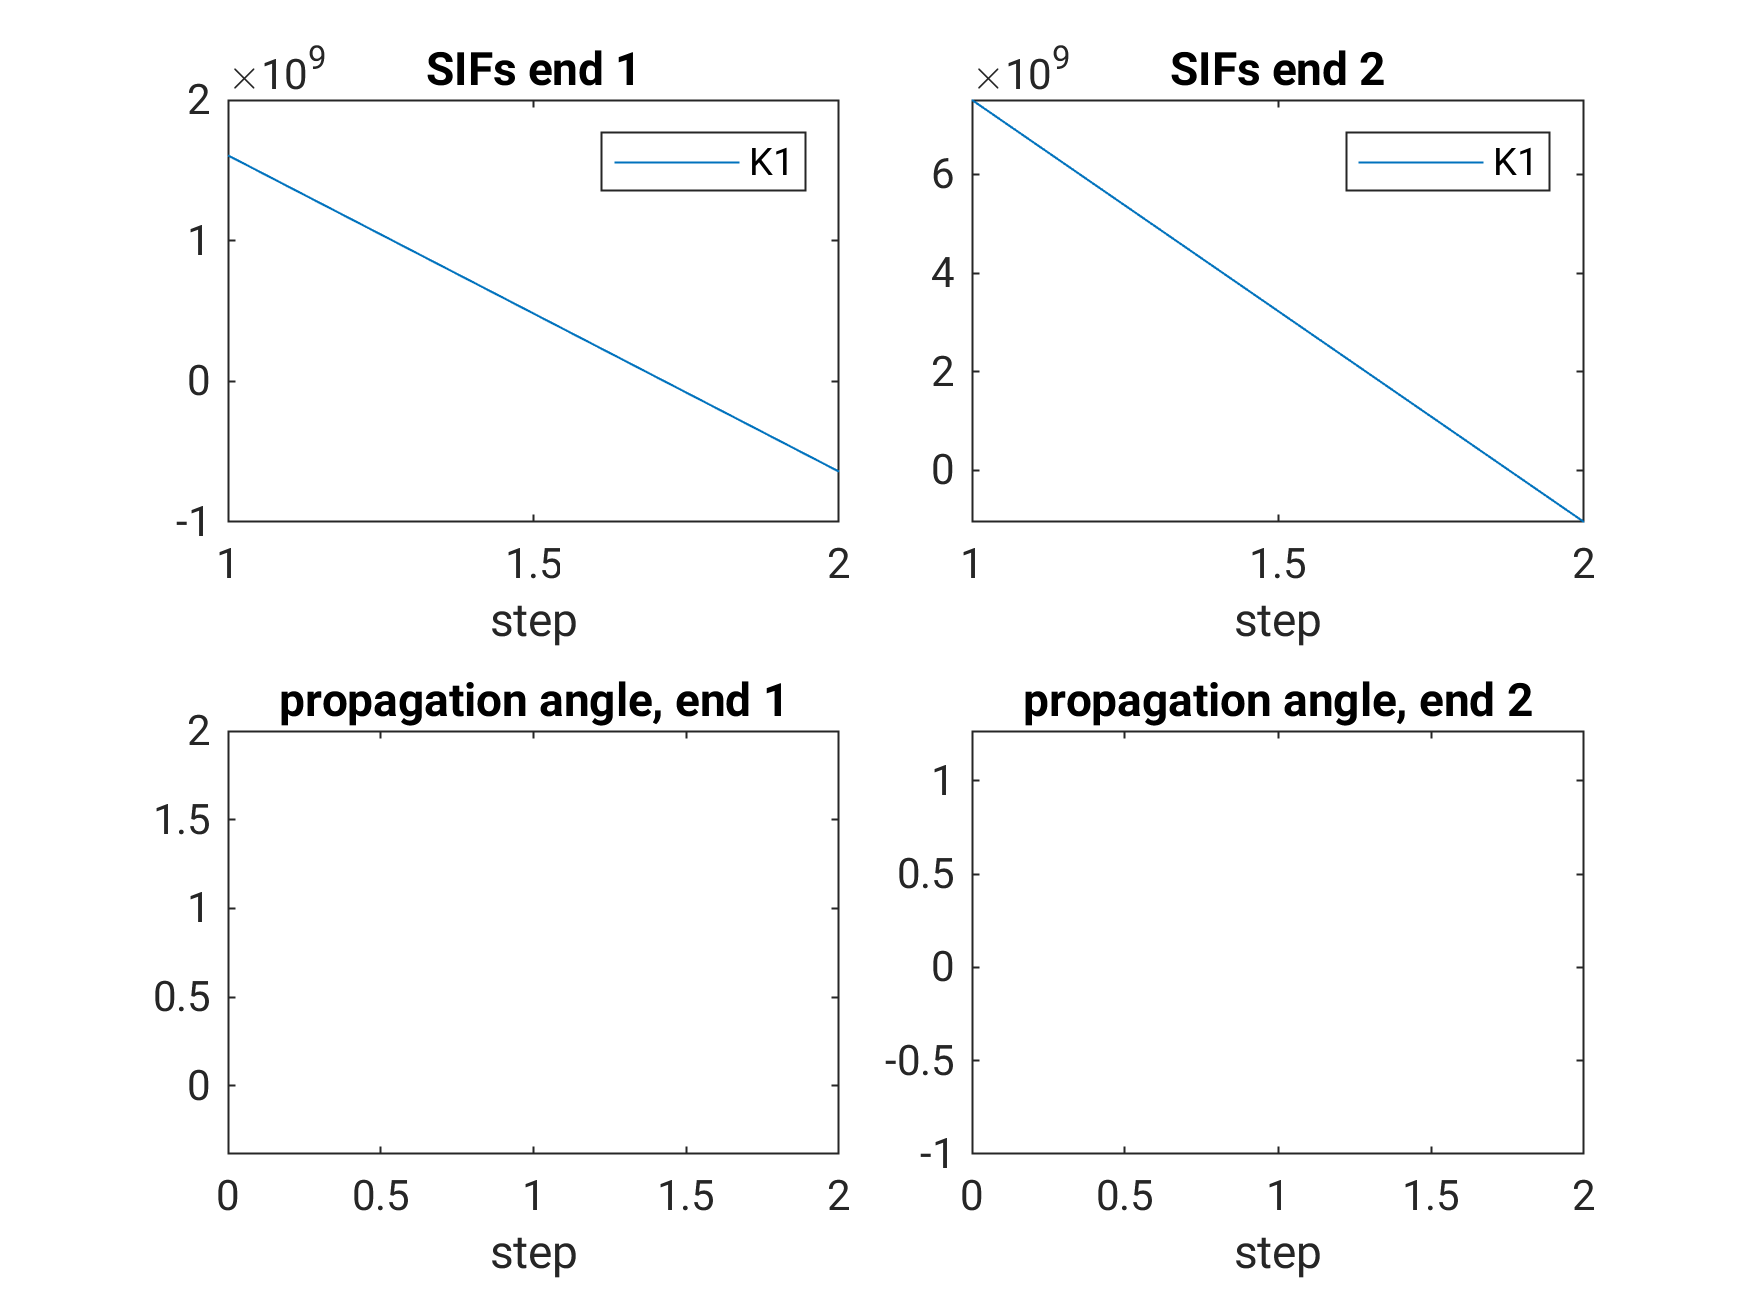 ×10⁹ SIFs end 1
K1
2
1
0
-1
1 1.5 2
step
×10⁹ SIFs end 2
K1
6
4
2
0
1 1.5 2
step
propagation angle, end 1
2
1.5
1
0.5
0
0 0.5 1 1.5 2
step
propagation angle, end 2
1
0.5
0
-0.5
-1
0 0.5 1 1.5 2
step